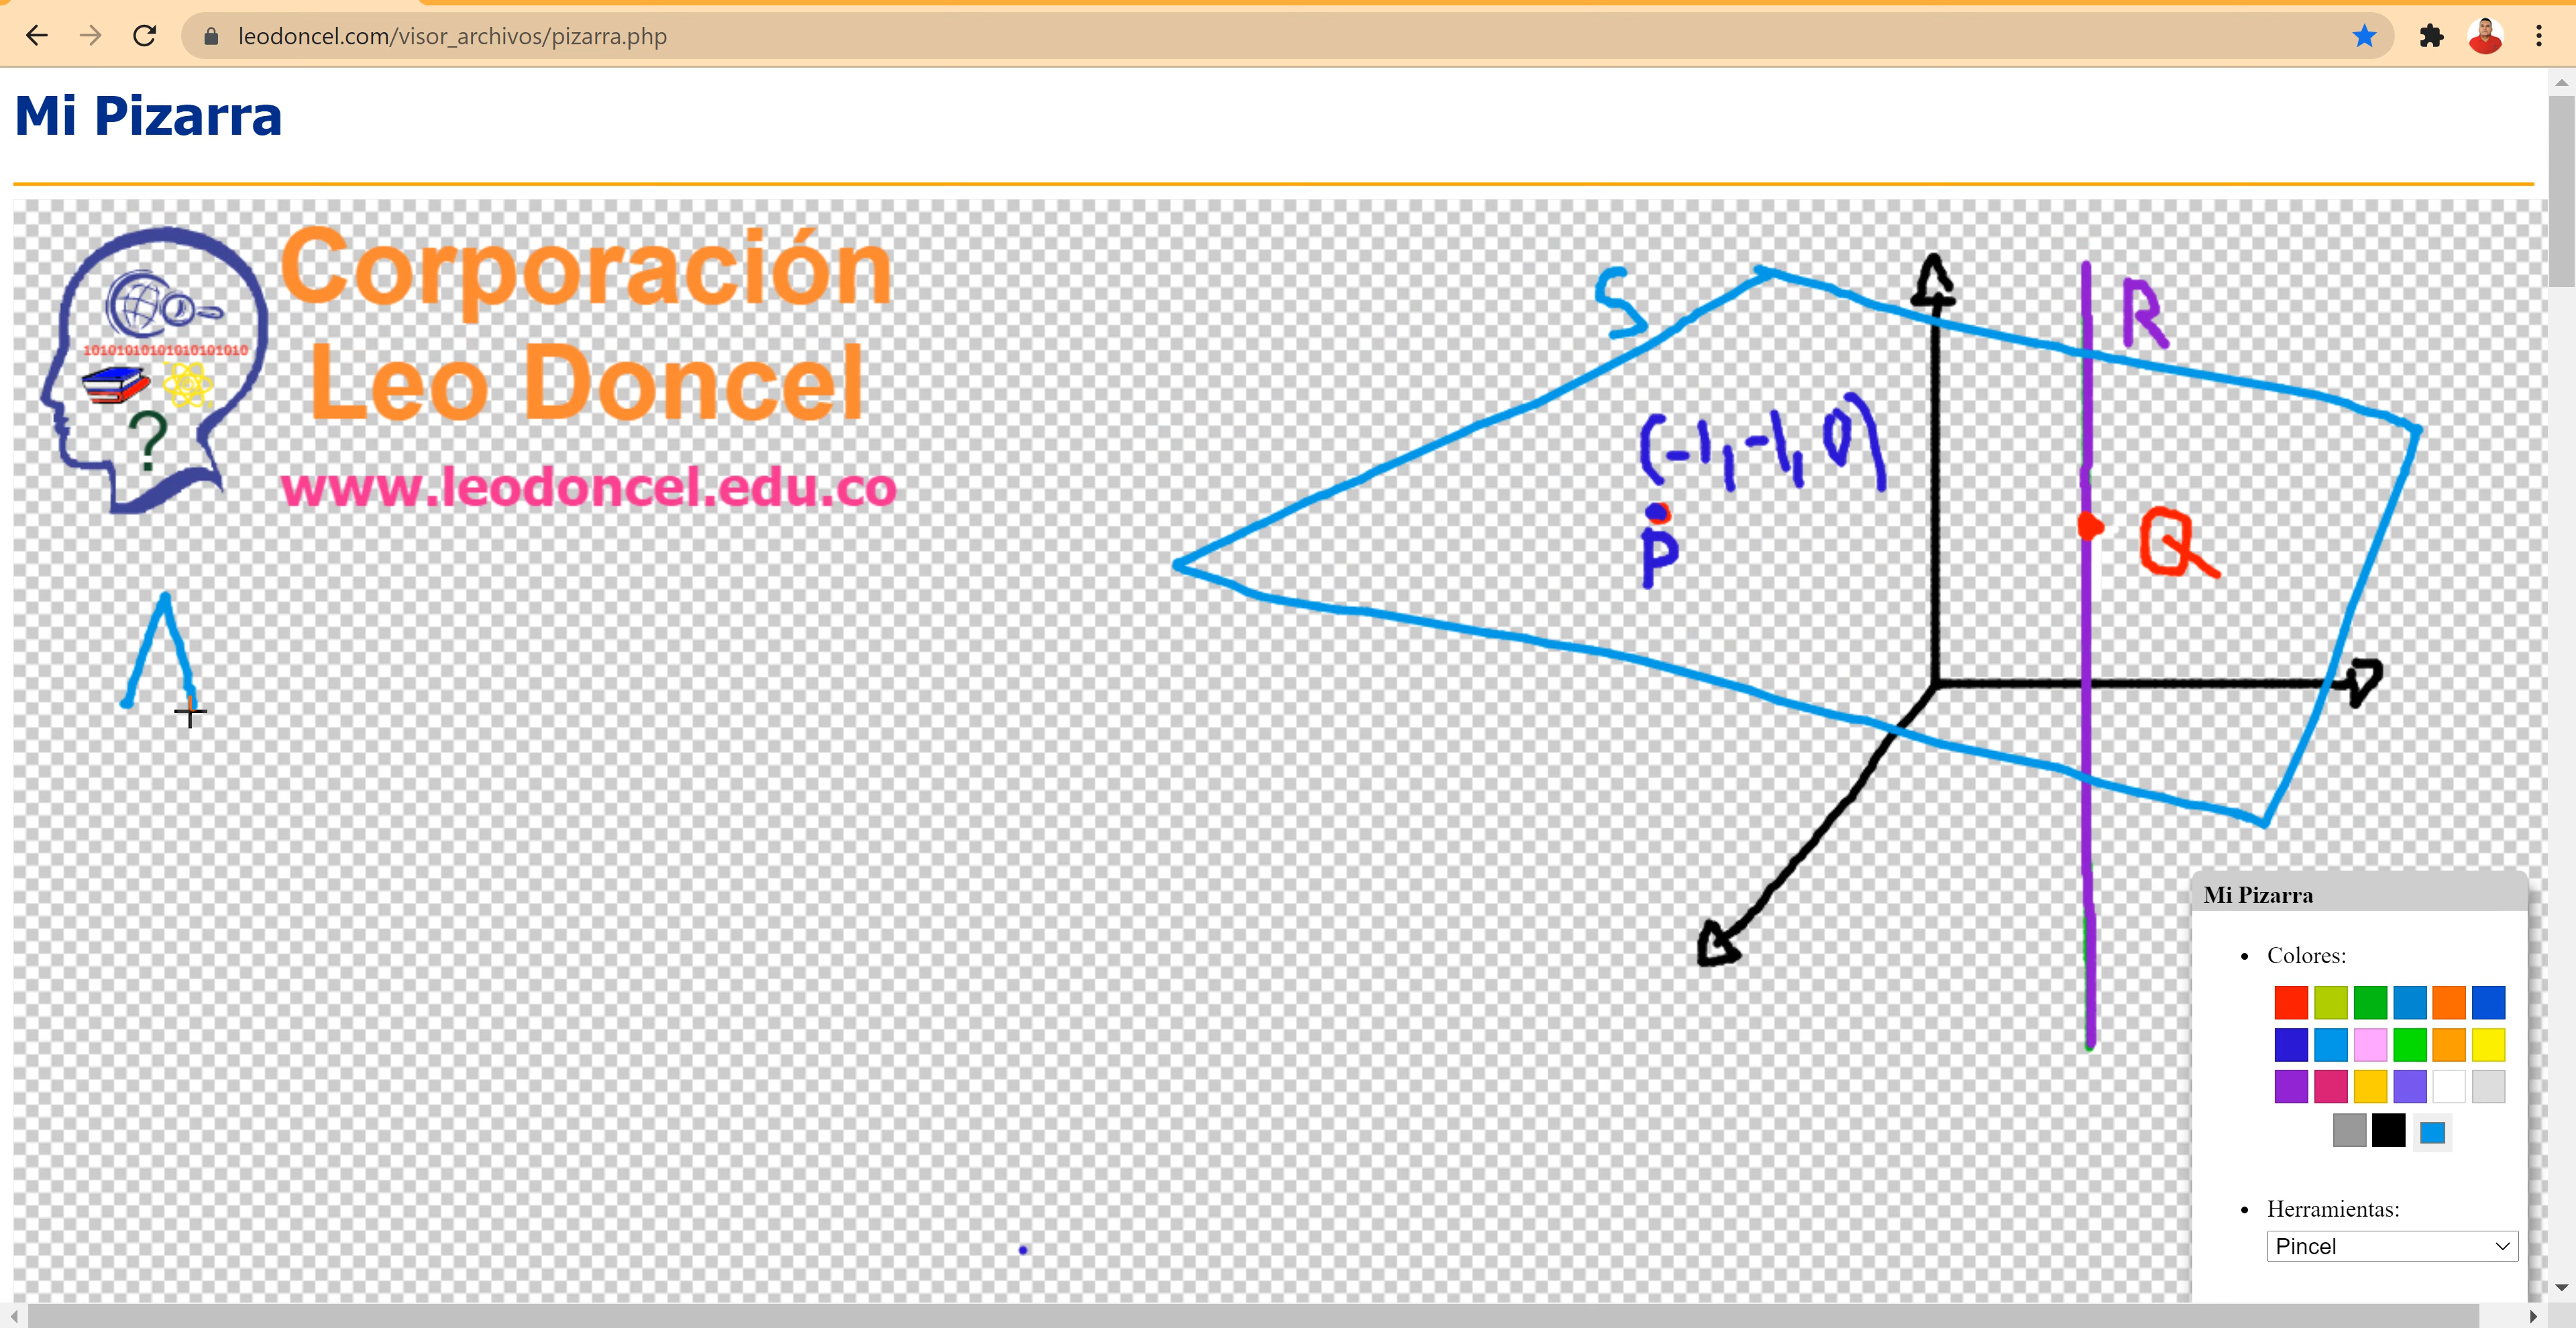 leodoncel.com/visor_archivos/pizarra.php
Mi Pizarra
Corporación
Leo Doncel
www.leodoncel.edu.co
10101010101010101010
?
S
R
(-1,-1,0)
P
Q
Mi Pizarra
Colores:
Herramientas:
Pincel